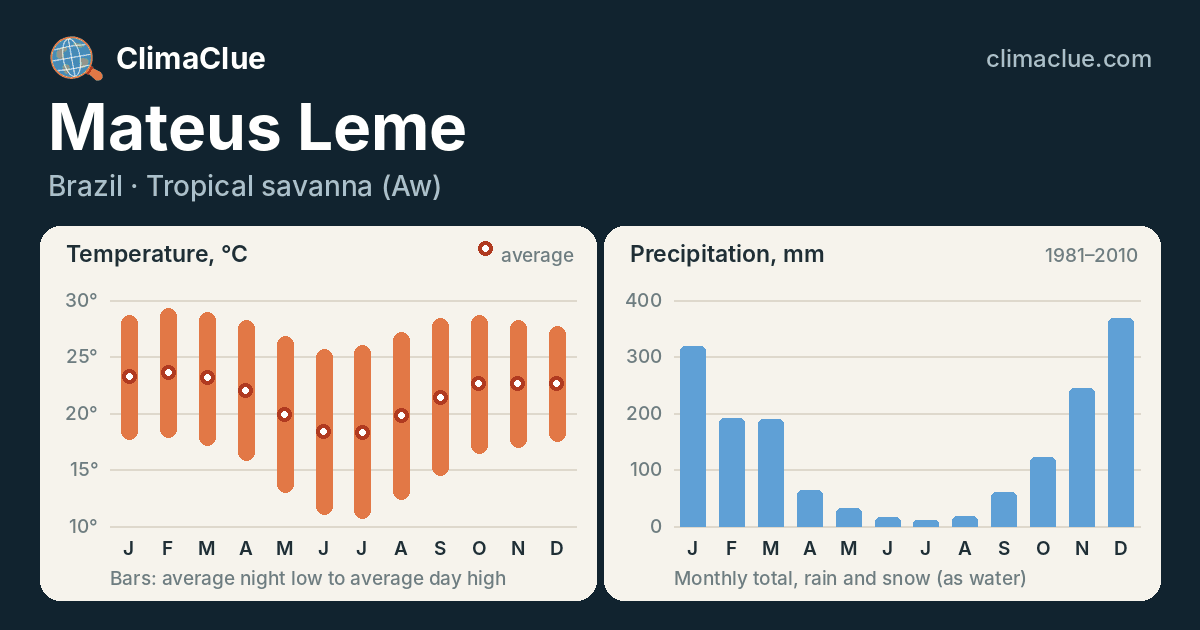 ClimaClue
climaclue.com
Mateus Leme
Brazil · Tropical savanna (Aw)
Temperature, °C
average
30°
25°
20°
15°
10°
J F M A M J J A S O N D
Bars: average night low to average day high
Precipitation, mm
1981–2010
400
300
200
100
0
J F M A M J J A S O N D
Monthly total, rain and snow (as water)